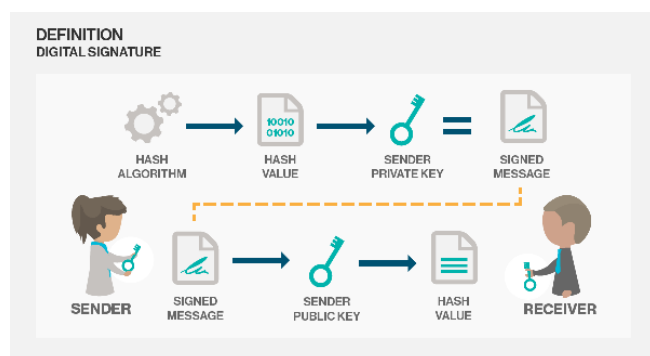 DEFINITION
DIGITAL SIGNATURE
10010
01010
HASH
ALGORITHM
HASH
VALUE
SENDER
PRIVATE KEY
SIGNED
MESSAGE
SENDER
SIGNED
MESSAGE
SENDER
PUBLIC KEY
HASH
VALUE
RECEIVER